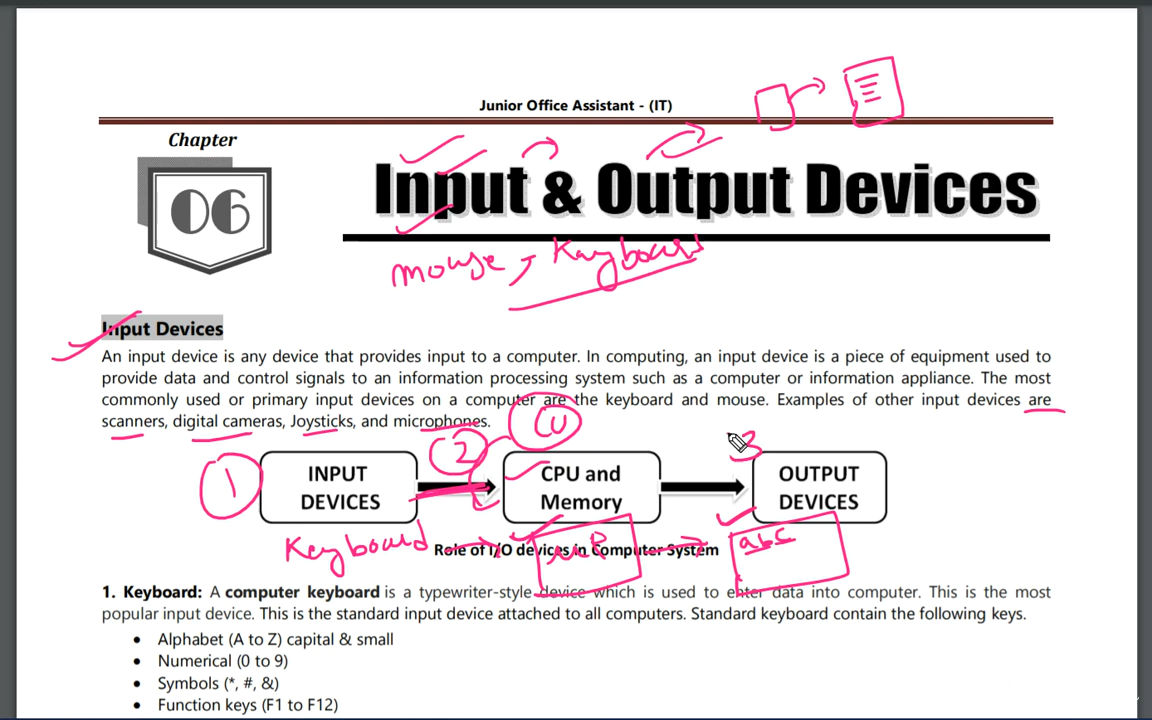 Junior Office Assistant - (IT)
Chapter
06
Input & Output Devices
mouse, Keyboard
Input Devices
An input device is any device that provides input to a computer. In computing, an input device is a piece of equipment used to
provide data and control signals to an information processing system such as a computer or information appliance. The most
commonly used or primary input devices on a computer are the keyboard and mouse. Examples of other input devices are
scanners, digital cameras, Joysticks, and microphones.
1
INPUT
DEVICES
2
CPU and
Memory
3
OUTPUT
DEVICES
Keyboard
abc
Role of I/O devices in Computer System
1. Keyboard: A computer keyboard is a typewriter-style device which is used to enter data into computer. This is the most
popular input device. This is the standard input device attached to all computers. Standard keyboard contain the following keys.
• Alphabet (A to Z) capital & small
• Numerical (0 to 9)
• Symbols (*, #, &)
• Function keys (F1 to F12)